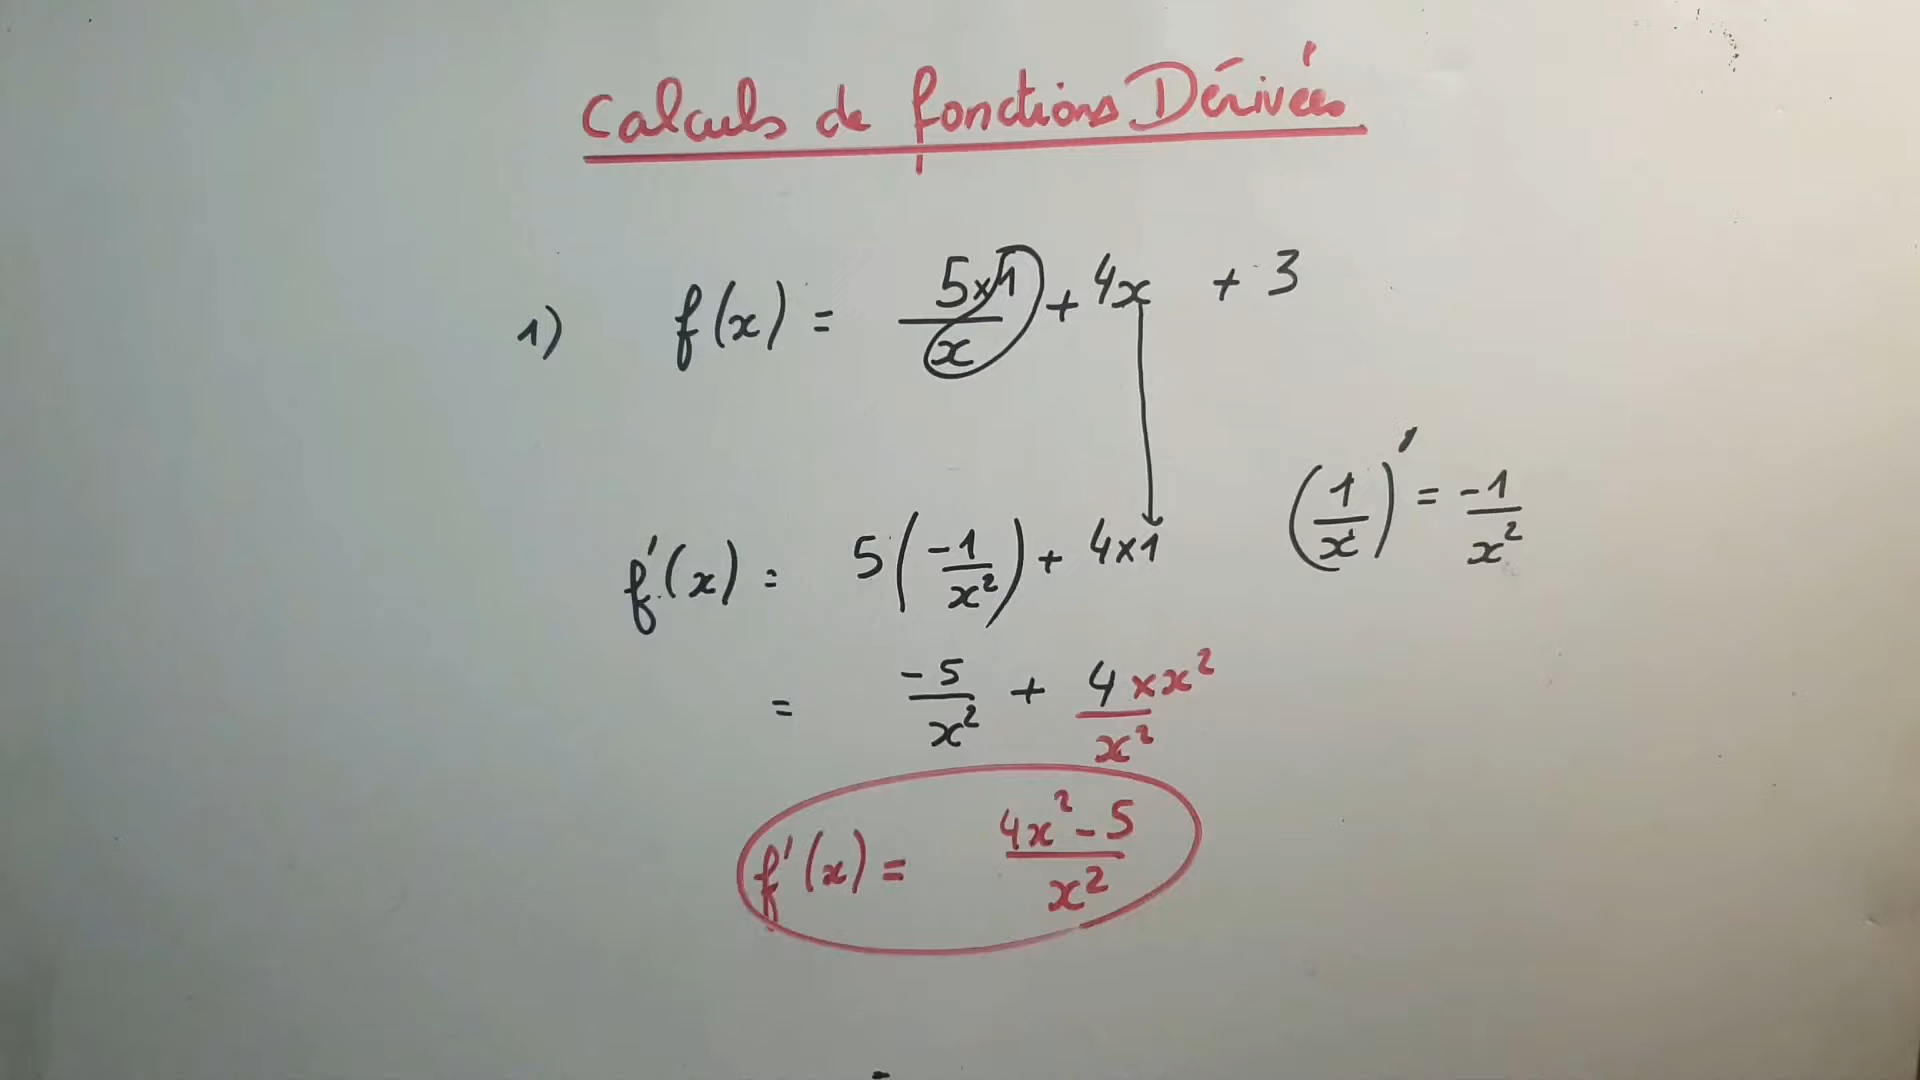 Calculs de fonctions Dérivées
1) f(x) = 5×1/x + 4x + 3
f'(x) = 5(-1/x²) + 4×1
(1/x)' = -1/x²
= -5/x² + 4×x²/x²
f'(x) = 4x²-5/x²